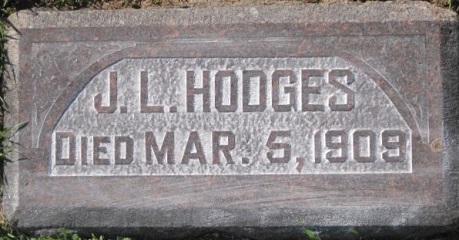 J.L. HODGES
DIED MAR. 5, 1909